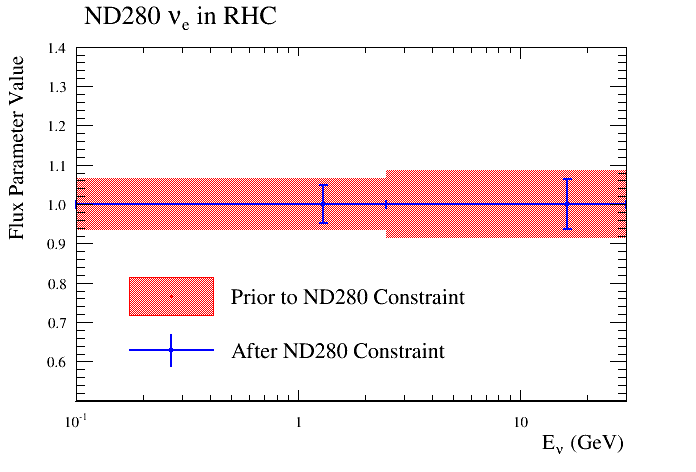 ND280 νe in RHC
Flux Parameter Value
1.4
1.3
1.2
1.1
1.0
0.9
0.8
0.7
0.6
Prior to ND280 Constraint
After ND280 Constraint
10-1
1
10
Eν (GeV)